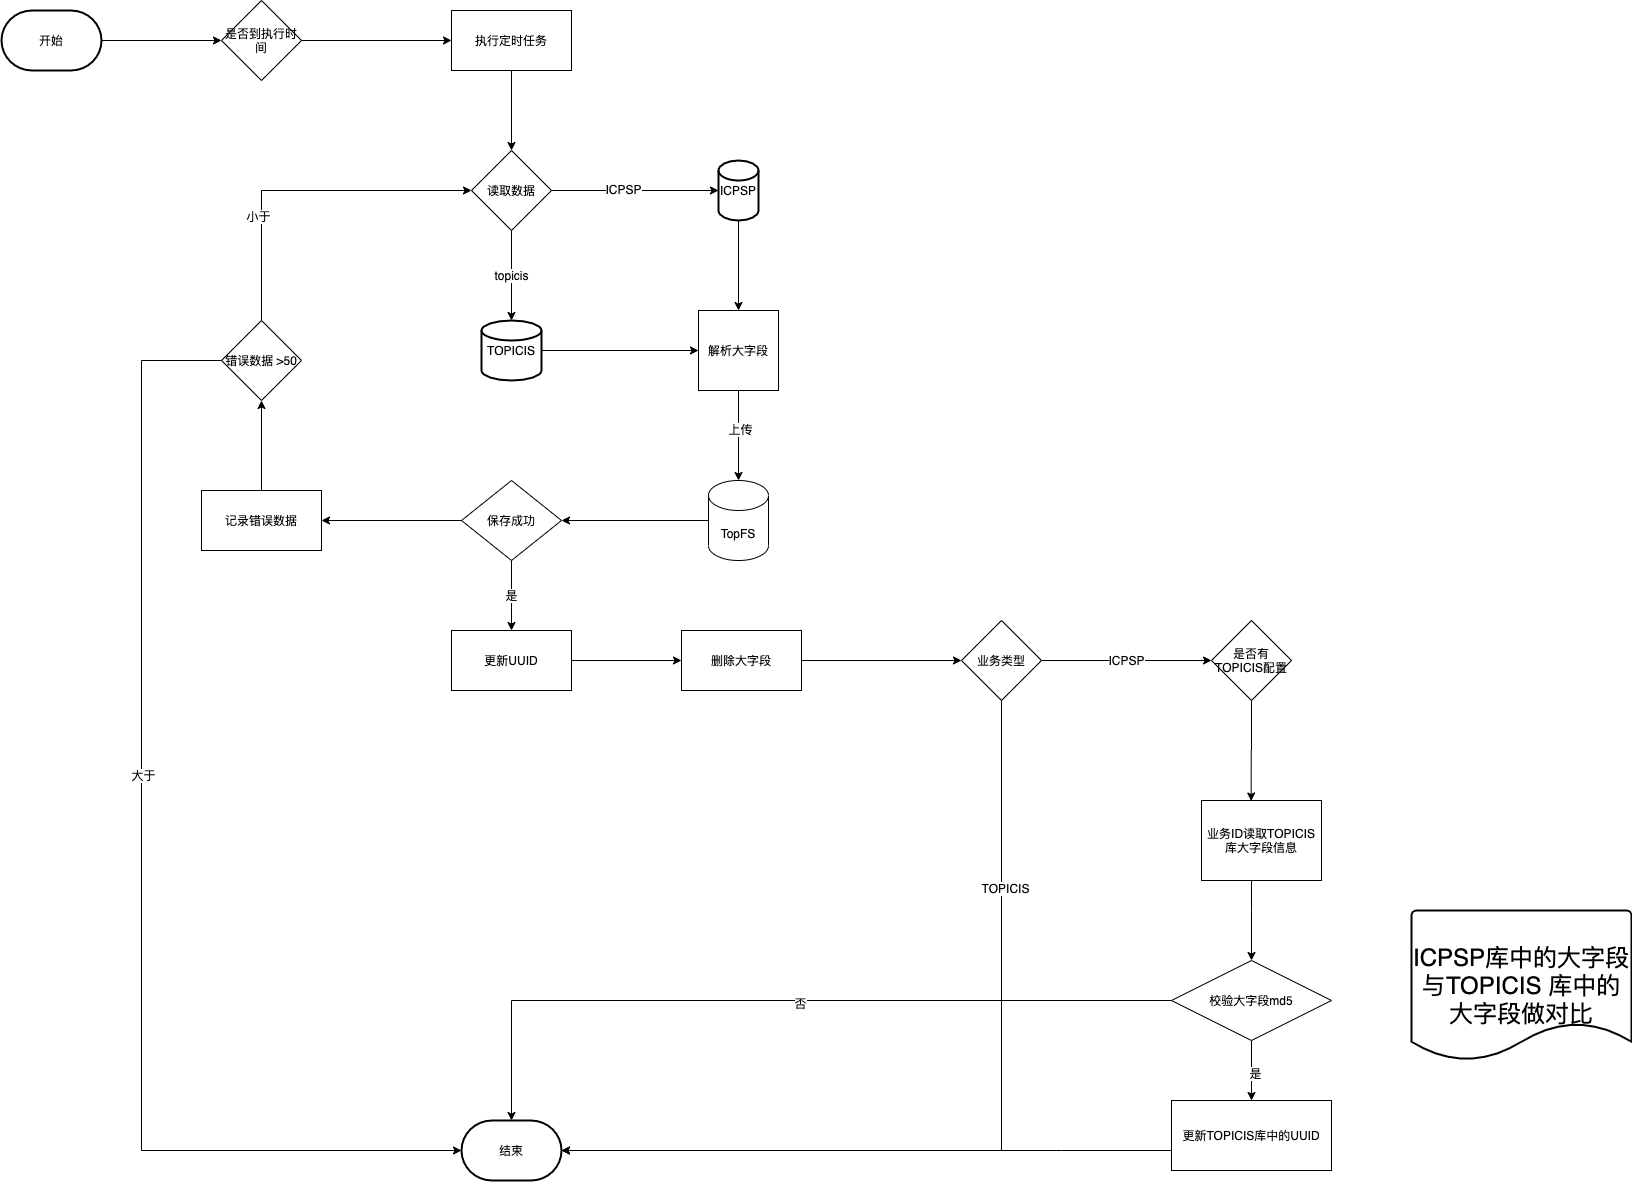 开始
是否到执行时
间
执行定时任务
读取数据
ICPSP
ICPSP
小于
topicis
TOPICIS
解析大字段
错误数据 >50
上传
记录错误数据
保存成功
TopFS
是
更新UUID
删除大字段
业务类型
ICPSP
是否有
TOPICIS配置
大于
业务ID读取TOPICIS
库大字段信息
TOPICIS
ICPSP库中的大字段
与TOPICIS 库中的
大字段做对比
校验大字段md5
否
是
更新TOPICIS库中的UUID
结束